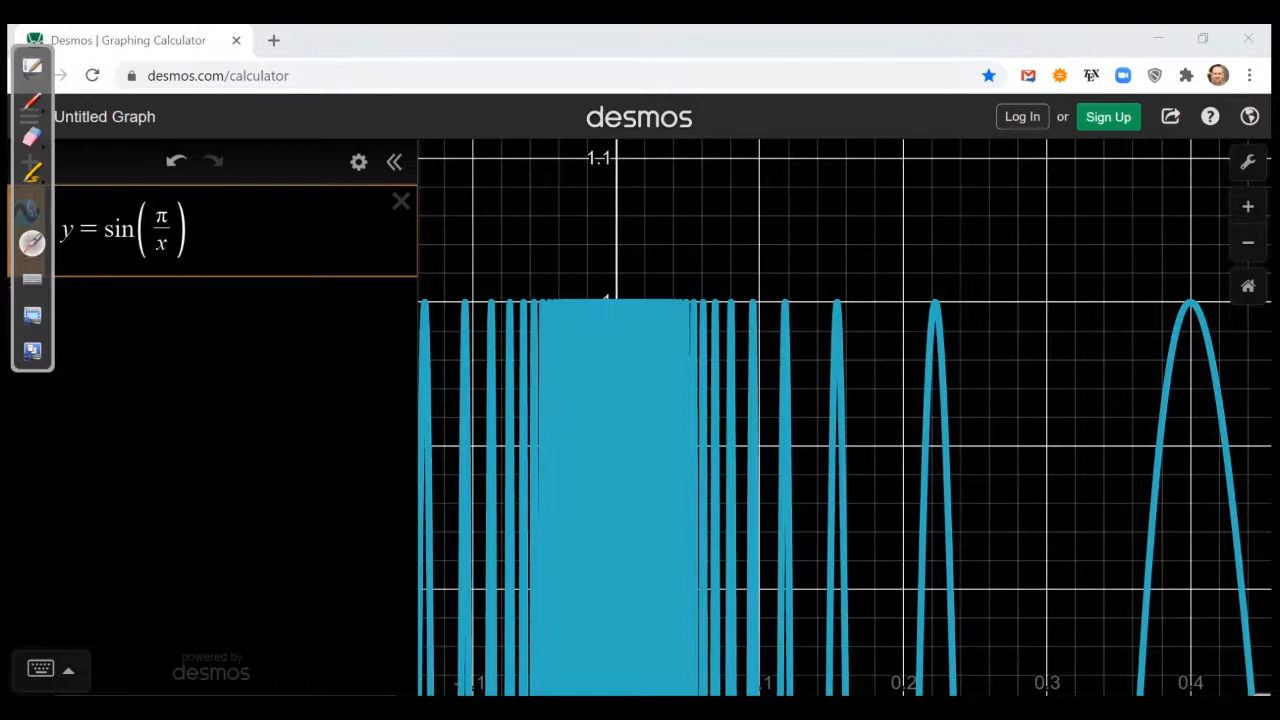 Desmos | Graphing Calculator
desmos.com/calculator
Untitled Graph
desmos
Log In or Sign Up
y = sin(π/x)
1.1
1
0.2
0.3
0.4
powered by
desmos